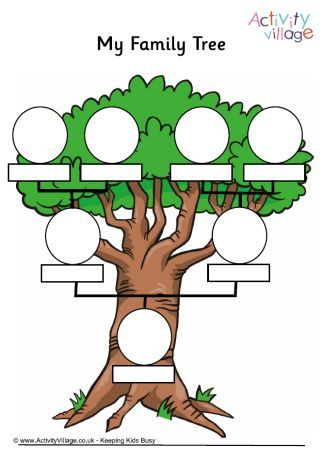 Activity
village
My Family Tree
© www.ActivityVillage.co.uk - Keeping Kids Busy